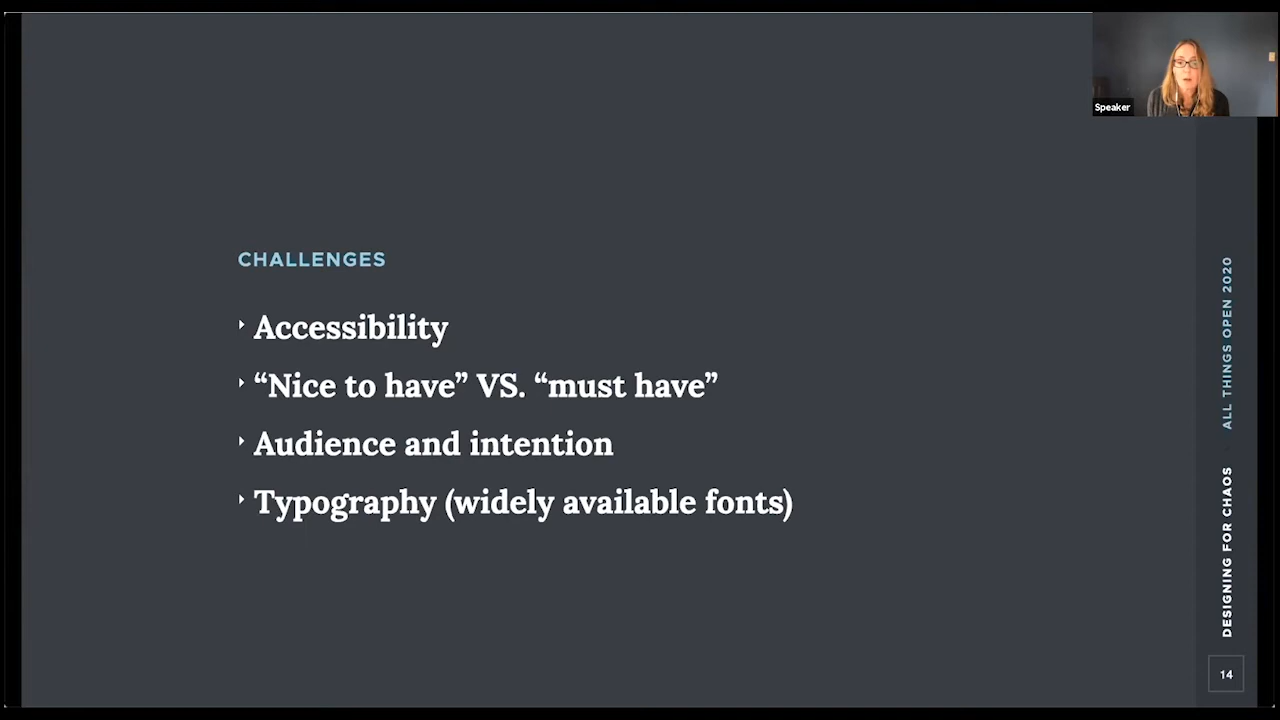 Speaker
CHALLENGES
Accessibility
“Nice to have” VS. “must have”
Audience and intention
Typography (widely available fonts)
DESIGNING FOR CHAOS
ALL THINGS OPEN 2020
14